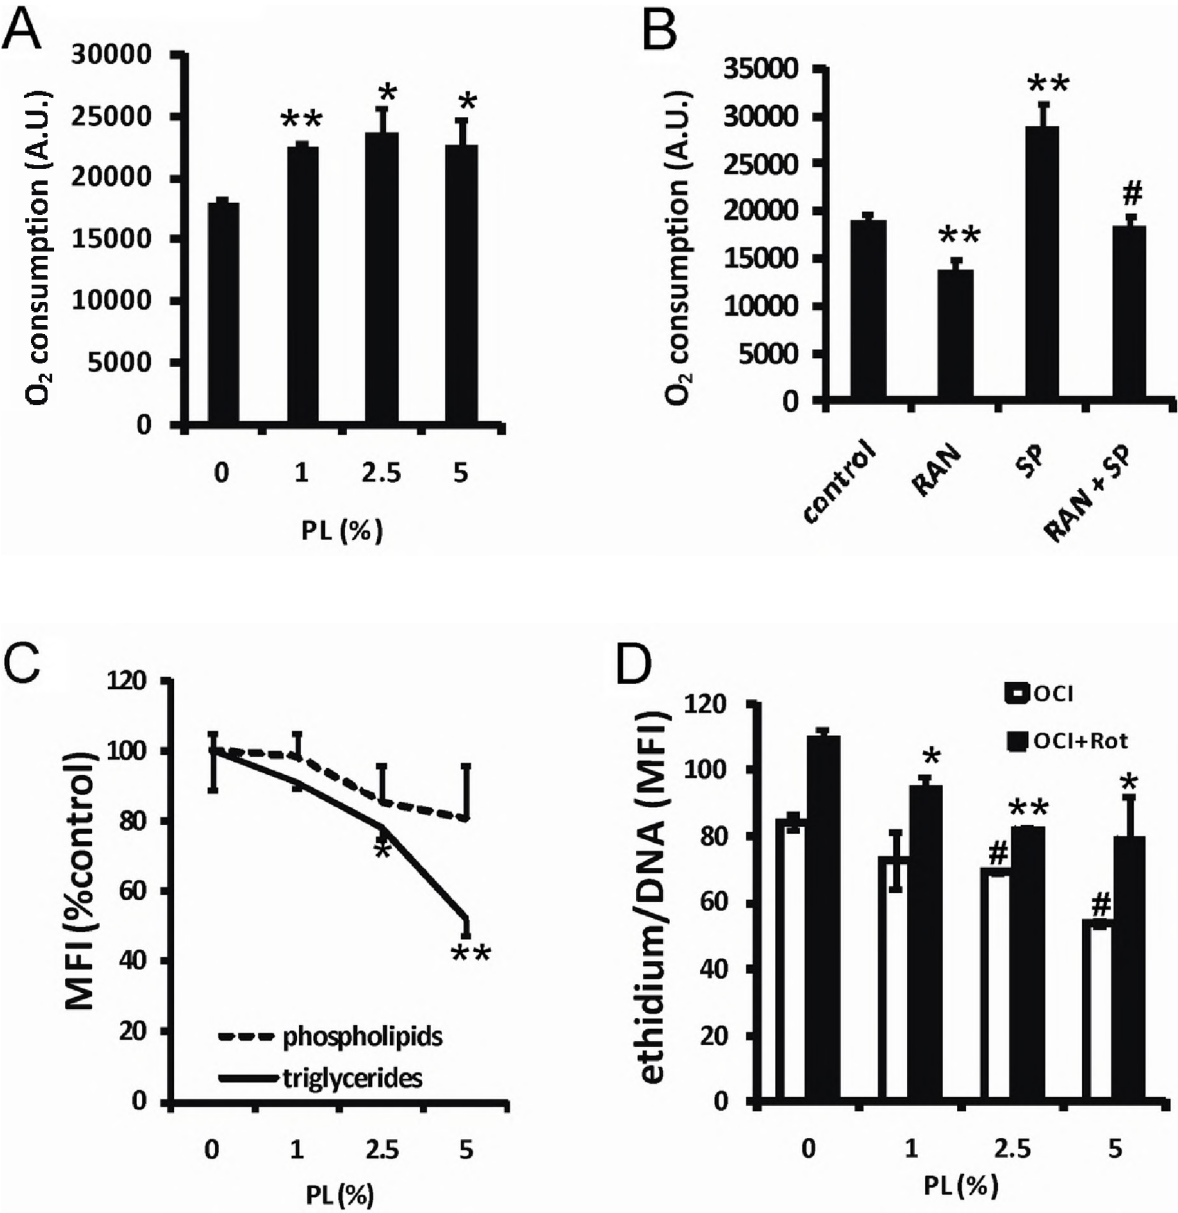 A
O2 consumption (A.U.)
30000
25000
20000
15000
10000
5000
0
**
*
*
0 1 2.5 5
PL (%)
B
O2 consumption (A.U.)
35000
30000
25000
20000
15000
10000
5000
0
**
**
#
control RAN SP RAN + SP
C
MFI (%control)
120
100
80
60
40
20
0
*
**
phospholipids
triglycerides
0 1 2.5 5
PL (%)
D
ethidium/DNA (MFI)
120
100
80
60
40
20
0
OCI
OCI+Rot
*
#
**
#
*
0 1 2.5 5
PL (%)